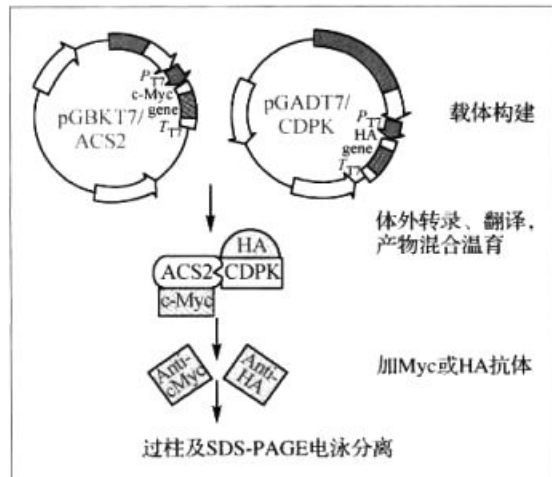 P_T7
c-Myc
gene
T_T7
pGBKT7/
ACS2
P_T7
HA
gene
T_T7
pGADT7/
CDPK
载体构建
体外转录、翻译，
产物混合温育
HA
ACS2 CDPK
c-Myc
Anti-
cMyc
Anti-
HA
加Myc或HA抗体
过柱及SDS-PAGE电泳分离